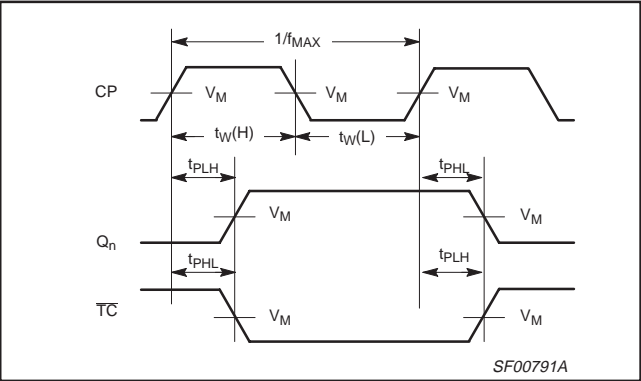 1/fMAX
CP VM VM VM
tW(H) tW(L)
tPLH tPHL
VM VM
Qn
tPHL tPLH
TC VM VM
SF00791A